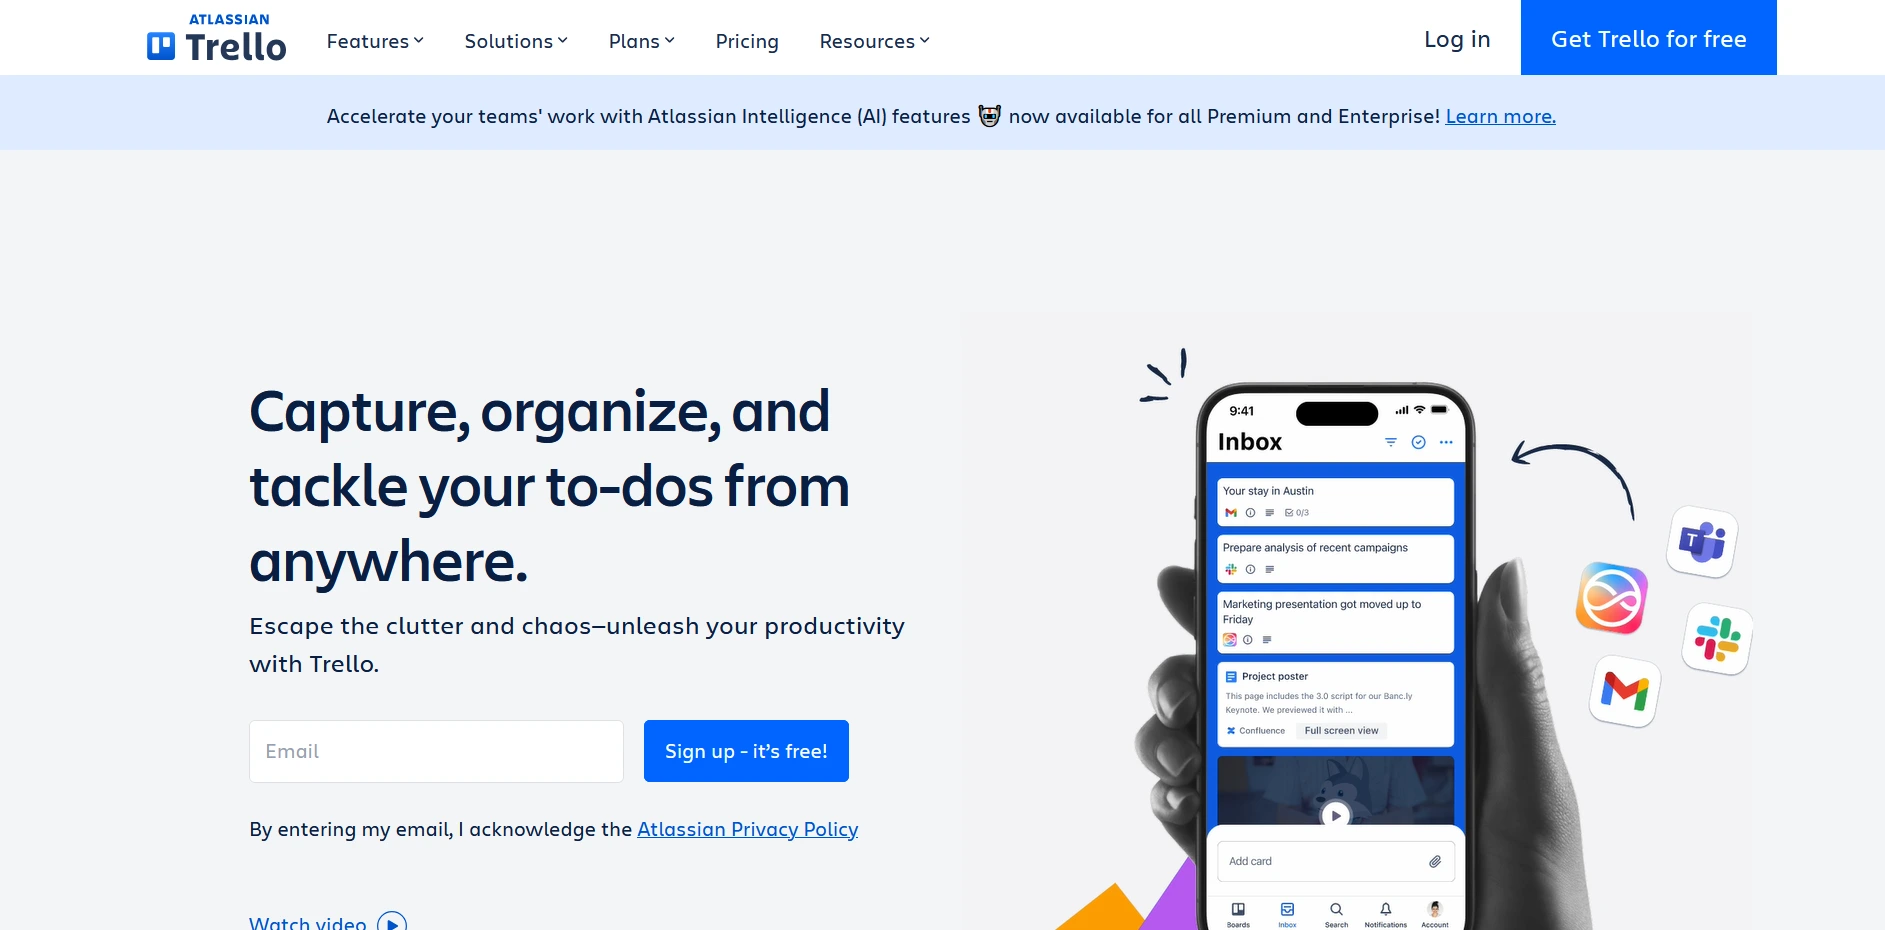 ATLASSIAN
Trello
Features
Solutions
Plans
Pricing
Resources
Log in
Get Trello for free
Accelerate your teams' work with Atlassian Intelligence (AI) features now available for all Premium and Enterprise! Learn more.
Capture, organize, and
tackle your to-dos from
anywhere.
Escape the clutter and chaos—unleash your productivity
with Trello.
Email
Sign up - it’s free!
By entering my email, I acknowledge the Atlassian Privacy Policy
Watch video
9:41
Inbox
Your stay in Austin
0/3
Prepare analysis of recent campaigns
Marketing presentation got moved up to
Friday
Project poster
This page includes the 3.0 script for our Banc.ly
Keynote. We previewed it with ...
Confluence
Full screen view
Add card
Boards
Inbox
Search
Notifications
Account
T